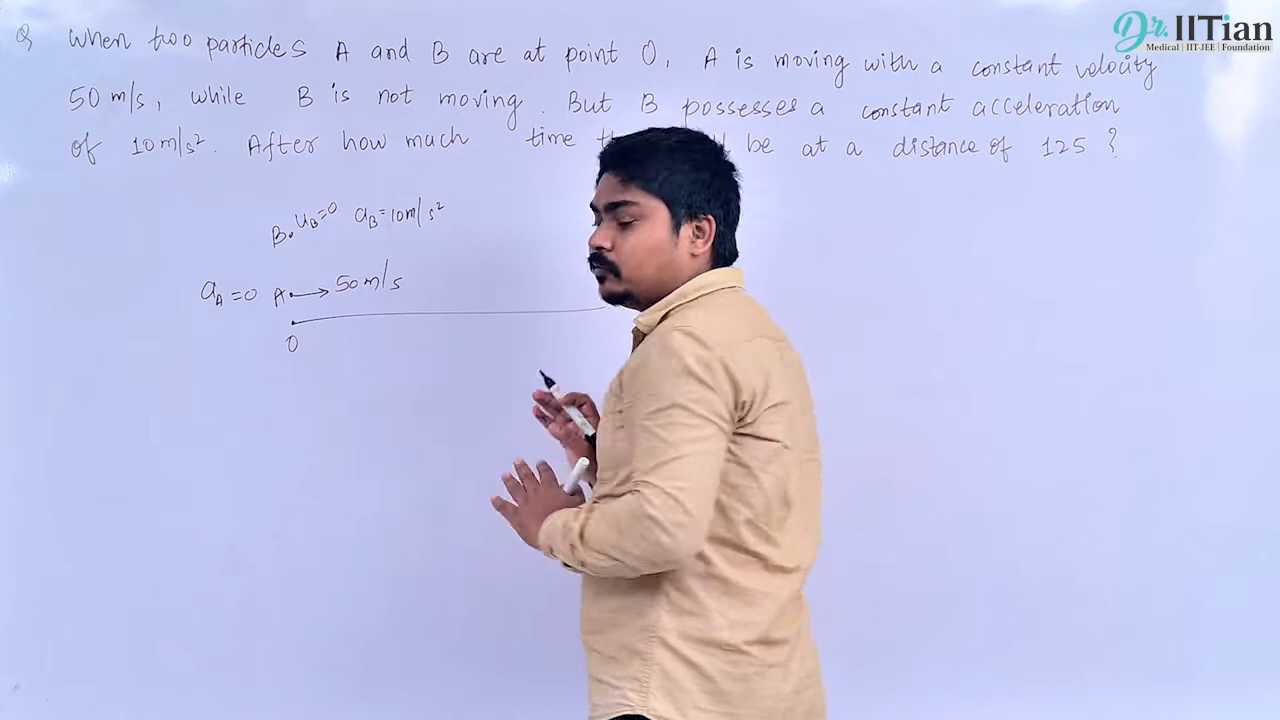 Dr. IITian
Medical | IIT-JEE | Foundation
Q When two particles A and B are at point O, A is moving with a constant velocity
50 m/s, while B is not moving. But B possesses a constant acceleration
of 10 m/s². After how much time be at a distance of 125 ?
B. u_B=0 a_B=10m/s²
a_A=0 A 50 m/s
O